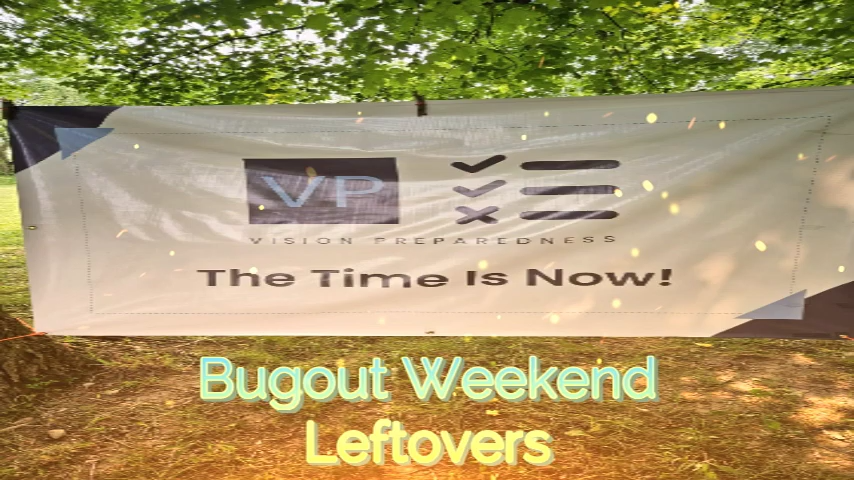 VP
VISION PREPAREDNESS
The Time Is Now!
Bugout Weekend
Leftovers